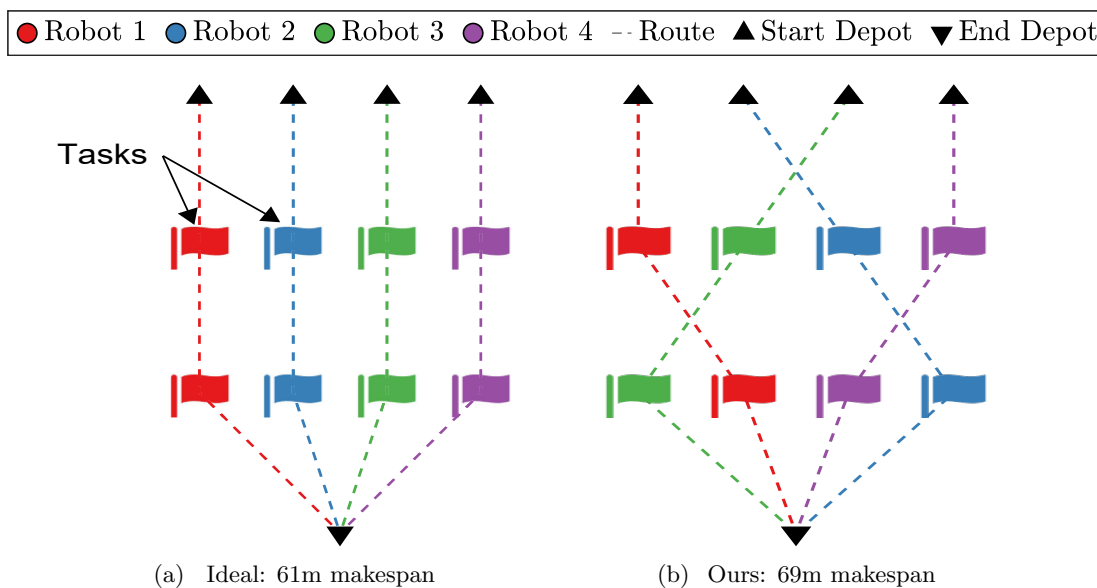 Robot 1 Robot 2 Robot 3 Robot 4 Route Start Depot End Depot
Tasks
(a) Ideal: 61m makespan
(b) Ours: 69m makespan